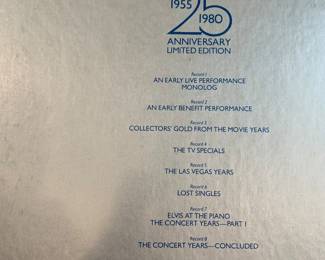 1955
25
1980
ANNIVERSARY
LIMITED EDITION
Record 1
AN EARLY LIVE PERFORMANCE
MONOLOG
Record 2
AN EARLY BENEFIT PERFORMANCE
Record 3
COLLECTORS' GOLD FROM THE MOVIE YEARS
Record 4
THE TV SPECIALS
Record 5
THE LAS VEGAS YEARS
Record 6
LOST SINGLES
Record 7
ELVIS AT THE PIANO
THE CONCERT YEARS—PART I
Record 8
THE CONCERT YEARS—CONCLUDED